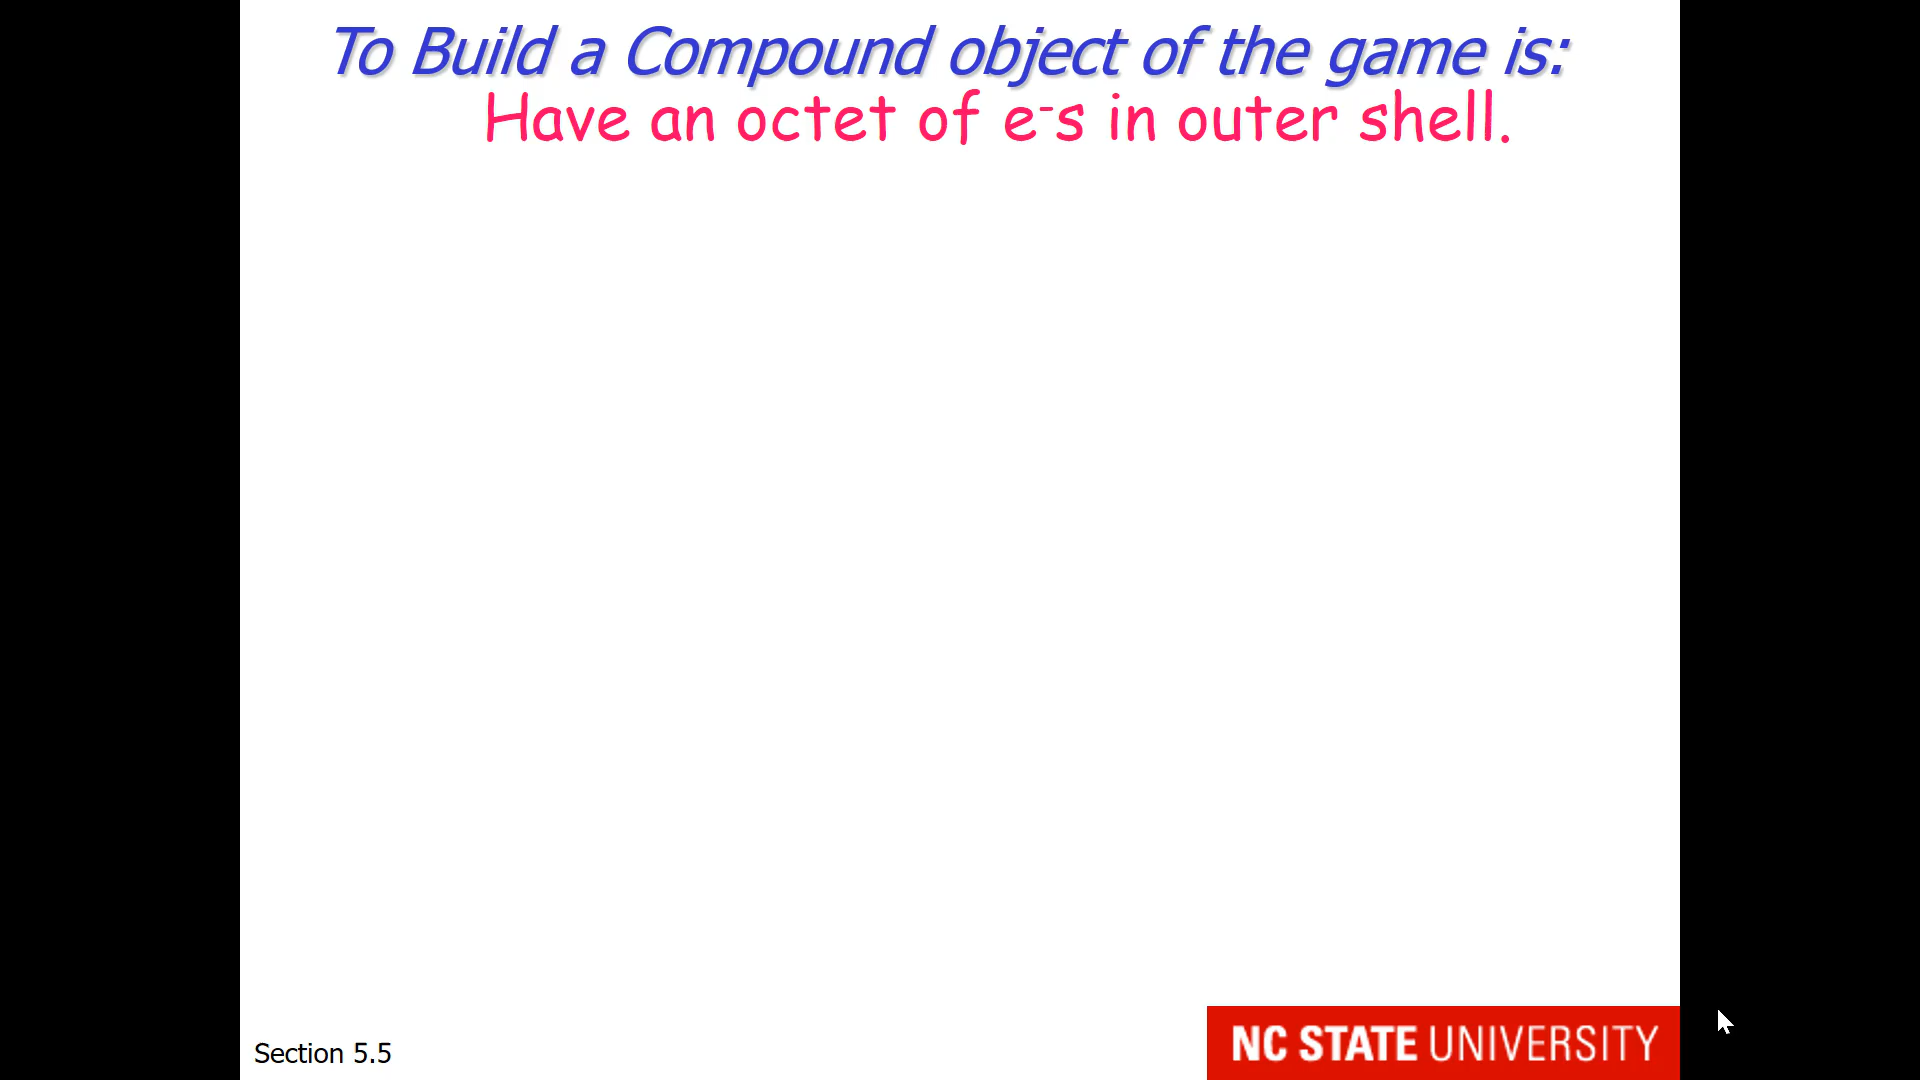 To Build a Compound object of the game is:
Have an octet of e⁻s in outer shell.
Section 5.5
NC STATE UNIVERSITY